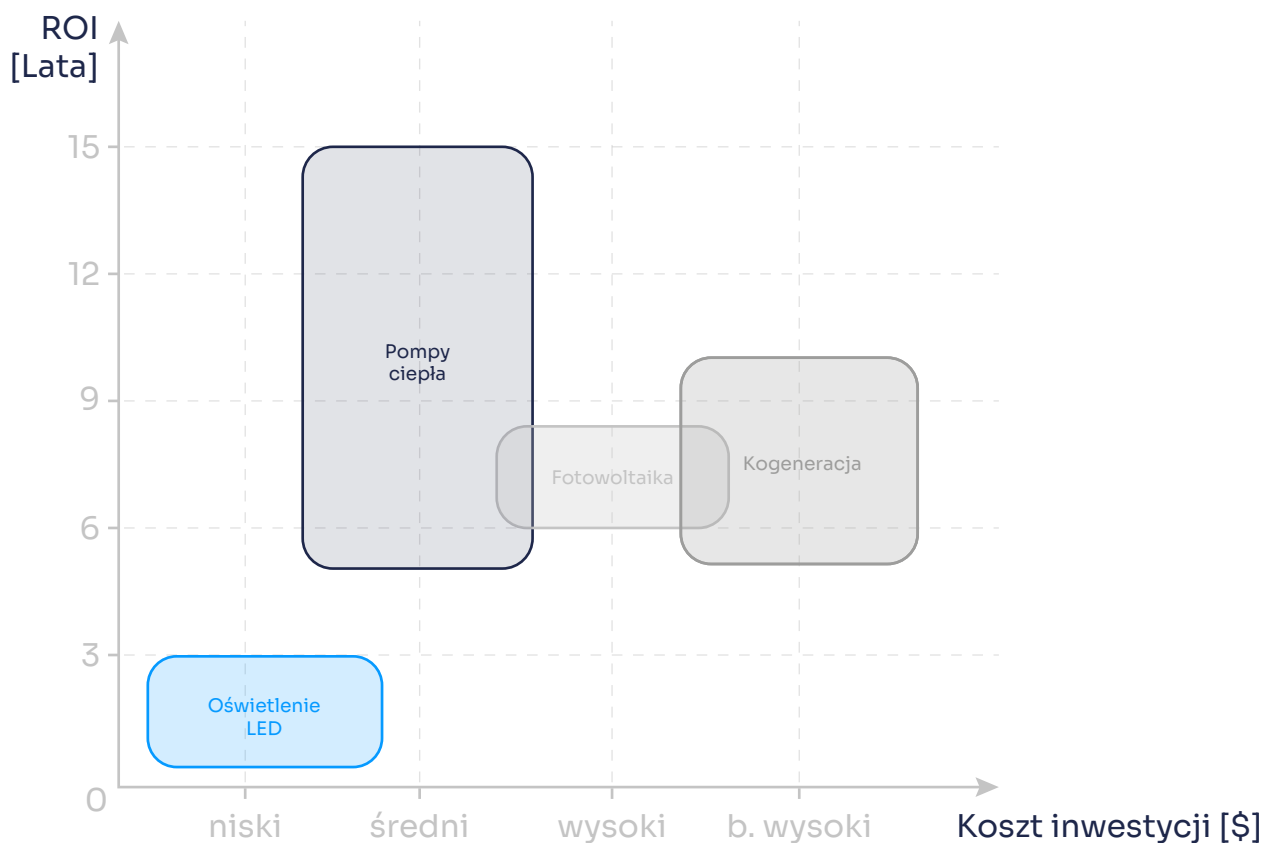 ROI
[Lata]
15
12
9
6
3
0
Pompy
ciepła
Fotowoltaika
Kogeneracja
Oświetlenie
LED
niski
średni
wysoki
b. wysoki
Koszt inwestycji [$]